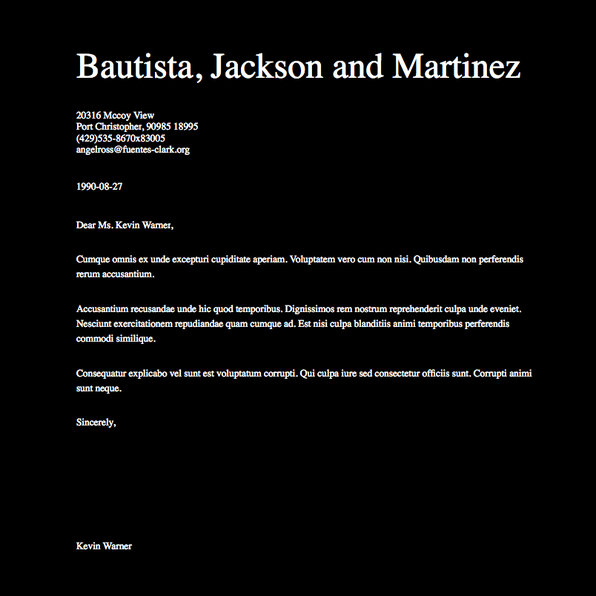 Bautista, Jackson and Martinez
20316 Mccoy View
Port Christopher, 90985 18995
(429)535-8670x83005
angelross@fuentes-clark.org
1990-08-27
Dear Ms. Kevin Warner,
Cumque omnis ex unde excepturi cupiditate aperiam. Voluptatem vero cum non nisi. Quibusdam non perferendis
rerum accusantium.
Accusantium recusandae unde hic quod temporibus. Dignissimos rem nostrum reprehenderit culpa unde eveniet.
Nesciunt exercitationem repudiandae quam cumque ad. Est nisi culpa blanditiis animi temporibus perferendis
commodi similique.
Consequatur explicabo vel sunt est voluptatum corrupti. Qui culpa iure sed consectetur officiis sunt. Corrupti animi
sunt neque.
Sincerely,
Kevin Warner